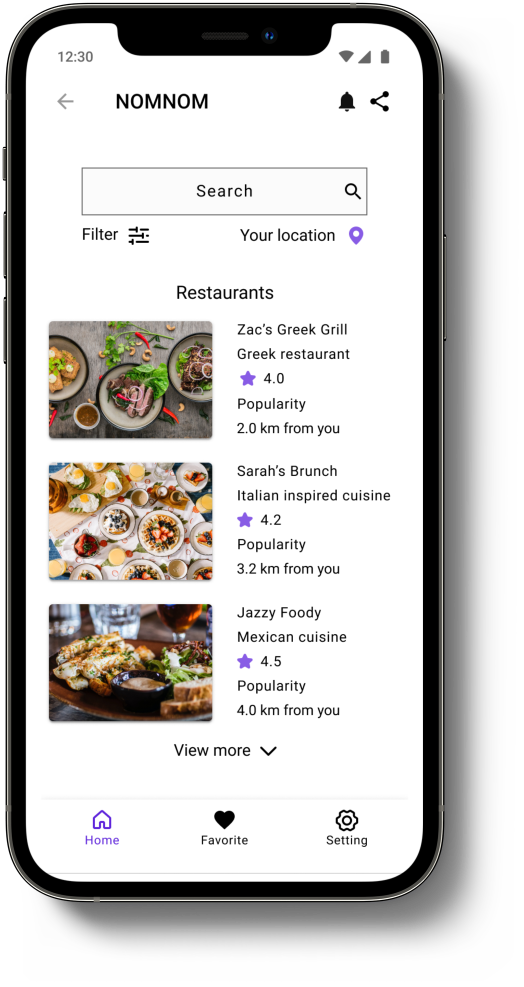 12:30
NOMNOM
Search
Filter
Your location
Restaurants
Zac’s Greek Grill
Greek restaurant
4.0
Popularity
2.0 km from you
Sarah’s Brunch
Italian inspired cuisine
4.2
Popularity
3.2 km from you
Jazzy Foody
Mexican cuisine
4.5
Popularity
4.0 km from you
View more
Home
Favorite
Setting